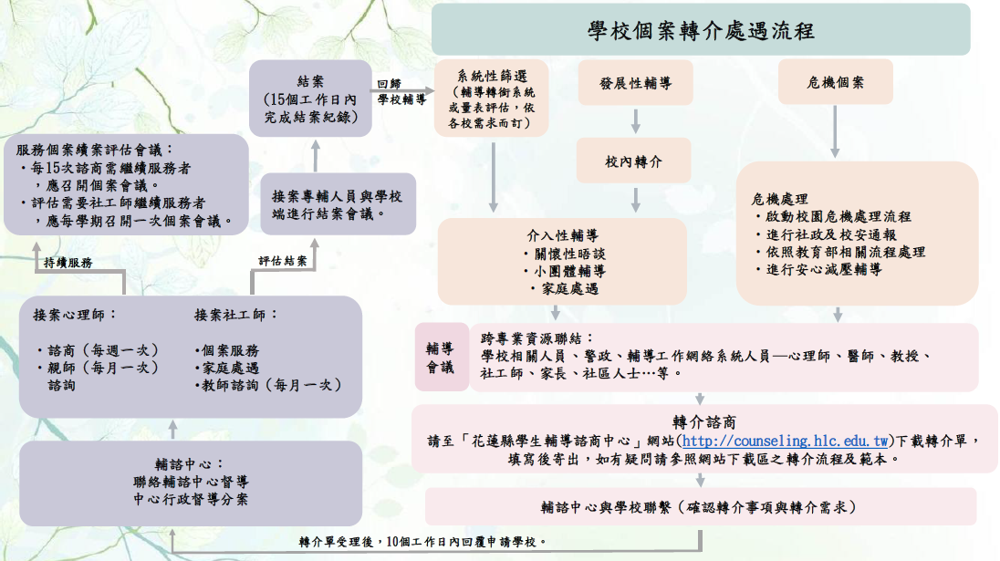 學校個案轉介處遇流程
系統性篩選
（輔導轉銜系統
或量表評估，依
各校需求而訂）
發展性輔導
校內轉介
危機個案
介入性輔導
・關懷性晤談
・小團體輔導
・家庭處遇
危機處理
・啟動校園危機處理流程
・進行社政及校安通報
・依照教育部相關流程處理
・進行安心減壓輔導
輔導
會議
跨專業資源聯結：
學校相關人員、警政、輔導工作網絡系統人員—心理師、醫師、教授、
社工師、家長、社區人士…等。
轉介諮商
請至「花蓮縣學生輔導諮商中心」網站(http://counseling.hlc.edu.tw)下載轉介單，
填寫後寄出，如有疑問請參照網站下載區之轉介流程及範本。
輔諮中心與學校聯繫（確認轉介事項與轉介需求）
轉介單受理後，10個工作日內回覆申請學校。
輔諮中心：
聯絡輔諮中心督導
中心行政督導分案
接案心理師：
・諮商（每週一次）
・親師（每月一次）
諮詢
接案社工師：
•個案服務
•家庭處遇
•教師諮詢（每月一次）
持續服務
評估結案
服務個案續案評估會議：
・每15次諮商需繼續服務者
，應召開個案會議。
・評估需要社工師繼續服務者
，應每學期召開一次個案會議。
接案專輔人員與學校
端進行結案會議。
結案
(15個工作日內
完成結案紀錄)
回歸
學校輔導